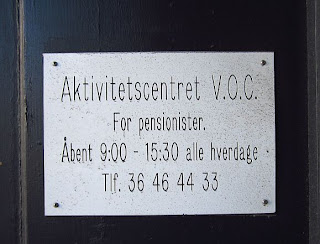 Aktivitetscentret V.O.C.
For pensionister.
Åbent 9:00 - 15:30 alle hverdage
Tlf. 36 46 44 33